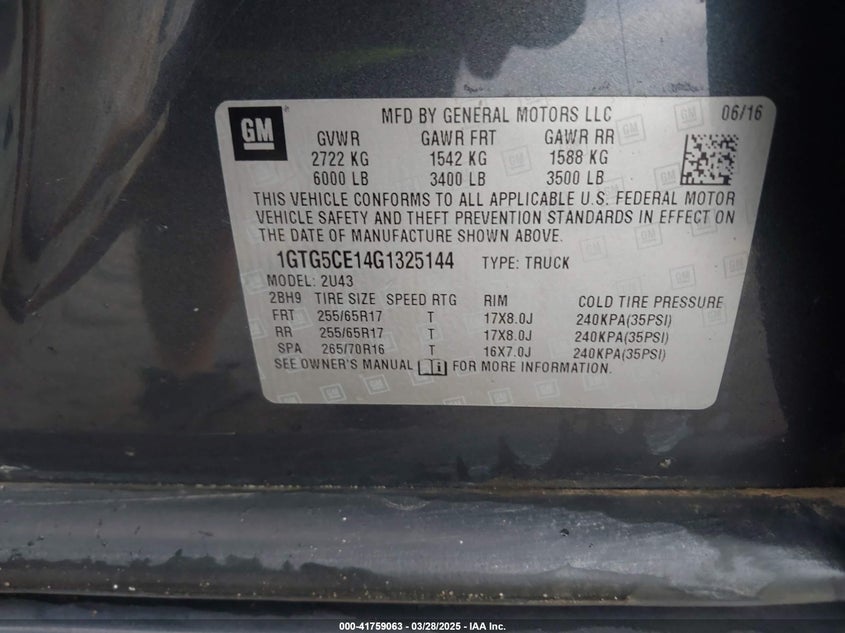 GM
MFD BY GENERAL MOTORS LLC 06/16
GVWR GAWR FRT GAWR RR
2722 KG 1542 KG 1588 KG
6000 LB 3400 LB 3500 LB
THIS VEHICLE CONFORMS TO ALL APPLICABLE U.S. FEDERAL MOTOR
VEHICLE SAFETY AND THEFT PREVENTION STANDARDS IN EFFECT ON
THE DATE OF MANUFACTURE SHOWN ABOVE.
1GTG5CE14G1325144 TYPE: TRUCK
MODEL: 2U43
2BH9 TIRE SIZE SPEED RTG RIM COLD TIRE PRESSURE
FRT 255/65R17 T 17X8.0J 240KPA(35PSI)
RR 255/65R17 T 17X8.0J 240KPA(35PSI)
SPA 265/70R16 T 16X7.0J 240KPA(35PSI)
SEE OWNER'S MANUAL i FOR MORE INFORMATION.
000-41759063 - 03/28/2025 - IAA Inc.